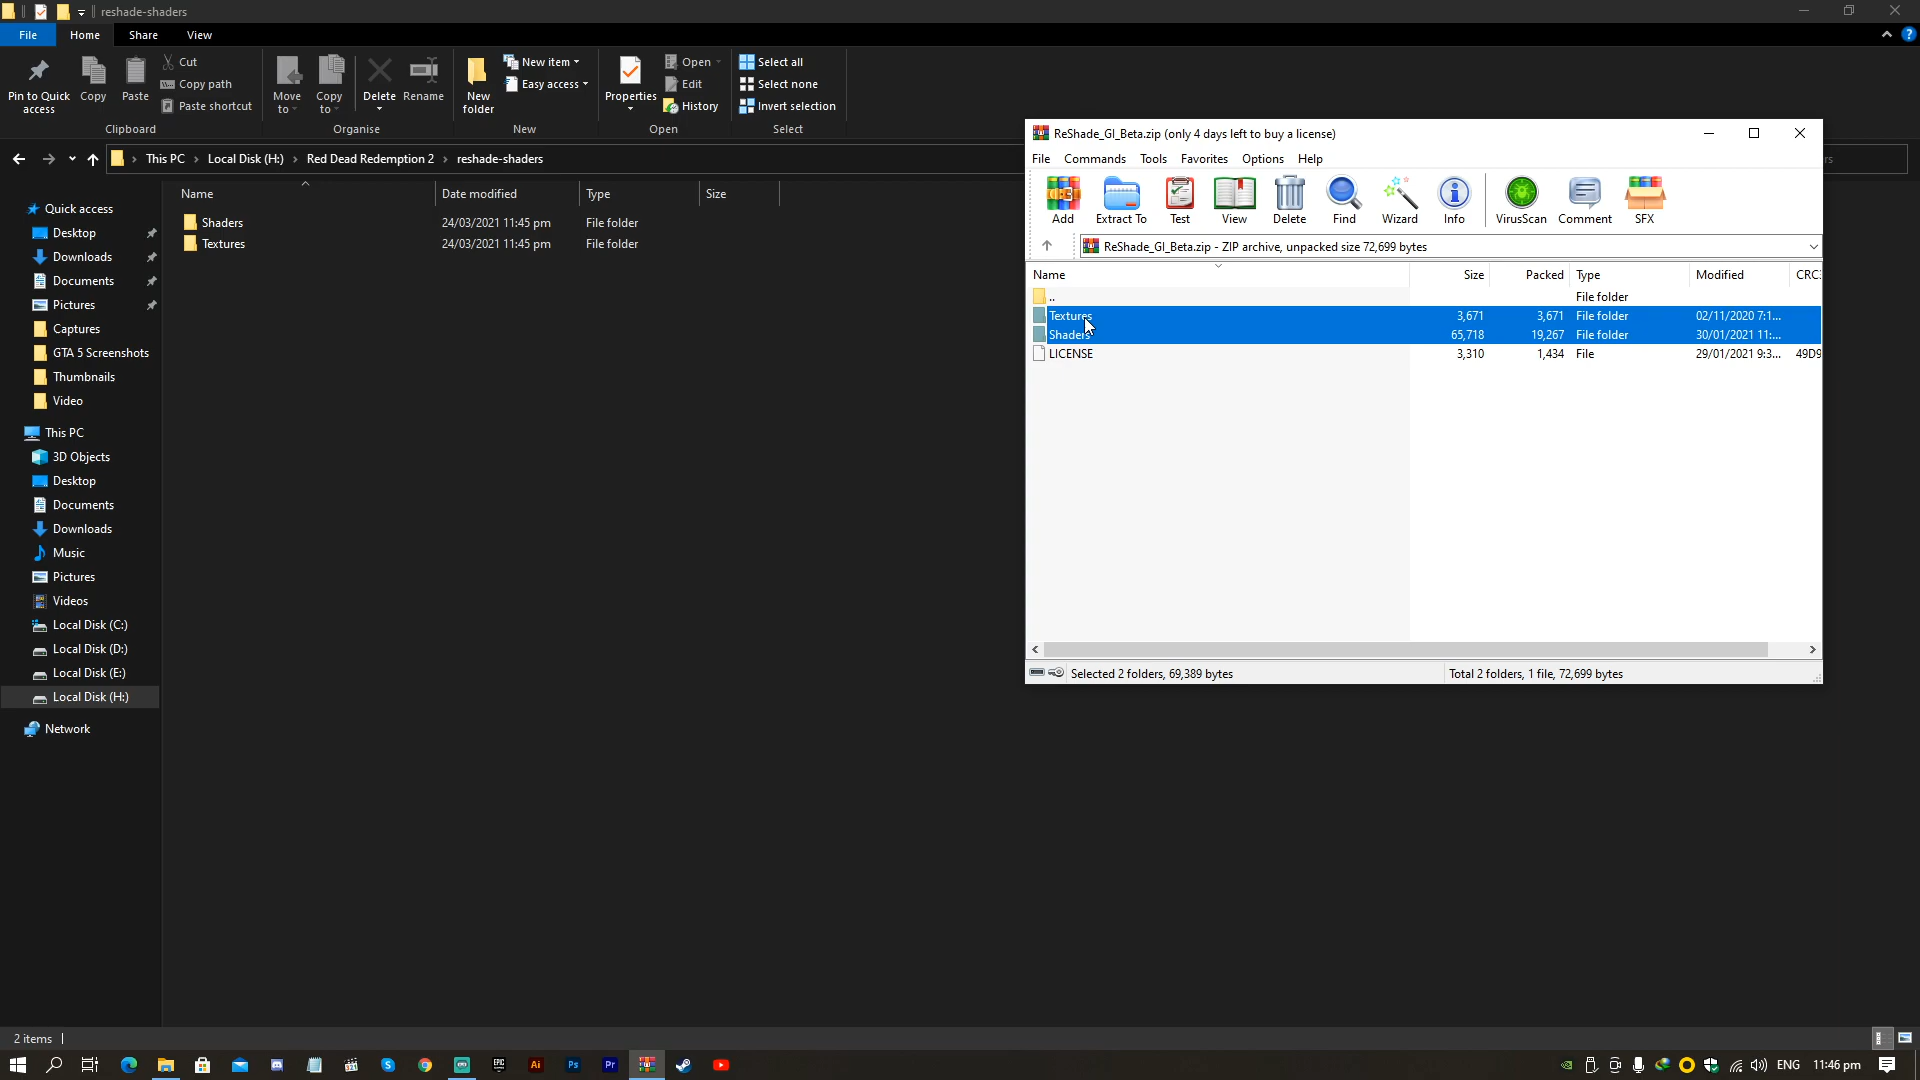 reshade-shaders
File Home Share View
Pin to Quick access
Copy
Paste
Cut
Copy path
Paste shortcut
Clipboard
Move to
Copy to
Delete
Rename
Organise
New folder
New item
Easy access
New
Properties
Open
Edit
History
Open
Select all
Select none
Invert selection
Select
This PC Local Disk (H:) Red Dead Redemption 2 reshade-shaders
Name Date modified Type Size
Shaders 24/03/2021 11:45 pm File folder
Textures 24/03/2021 11:45 pm File folder
Quick access
Desktop
Downloads
Documents
Pictures
Captures
GTA 5 Screenshots
Thumbnails
Video
This PC
3D Objects
Desktop
Documents
Downloads
Music
Pictures
Videos
Local Disk (C:)
Local Disk (D:)
Local Disk (E:)
Local Disk (H:)
Network
2 items
ReShade_GI_Beta.zip (only 4 days left to buy a license)
File Commands Tools Favorites Options Help
Add Extract To Test View Delete Find Wizard Info VirusScan Comment SFX
ReShade_GI_Beta.zip - ZIP archive, unpacked size 72,699 bytes
Name Size Packed Type Modified CRC:
.. File folder
Textures 3,671 3,671 File folder 02/11/2020 7:1...
Shaders 65,718 19,267 File folder 30/01/2021 11:...
LICENSE 3,310 1,434 File 29/01/2021 9:3... 49D9
Selected 2 folders, 69,389 bytes Total 2 folders, 1 file, 72,699 bytes
EPIC Ai Ps Pr ENG 11:46 pm